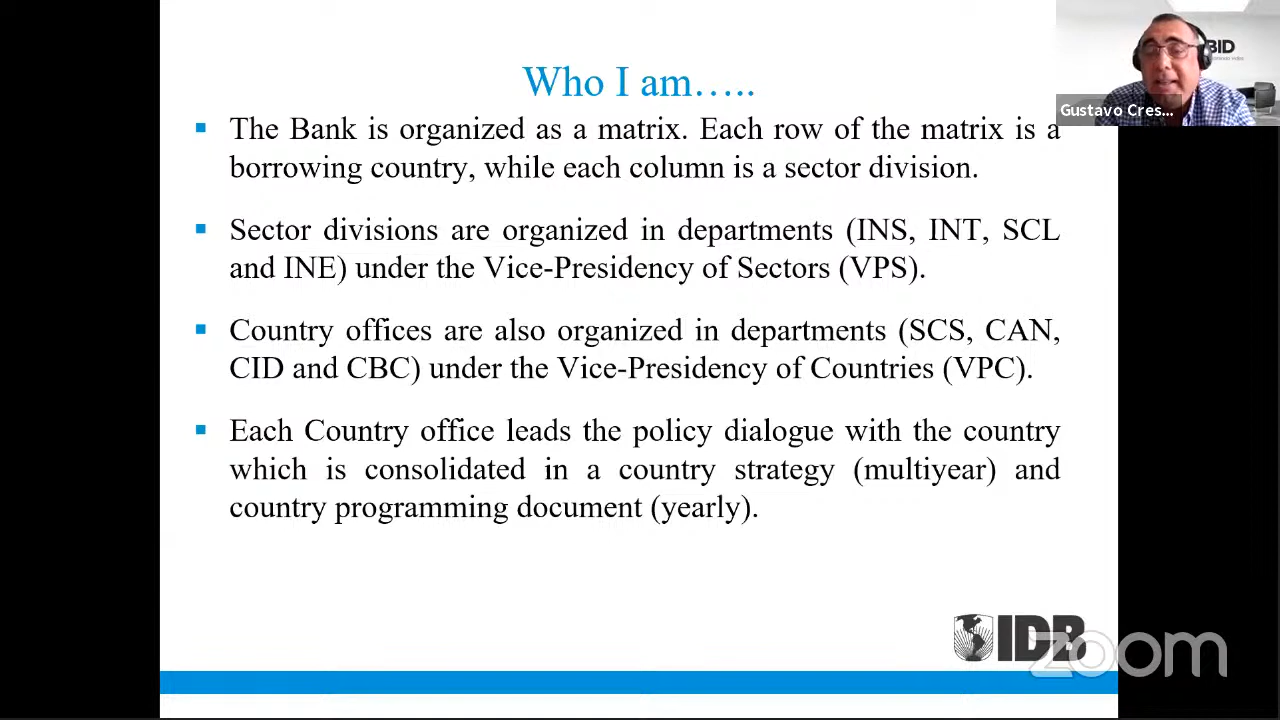 Who I am…..
BID
Gustavo Cres...
▪ The Bank is organized as a matrix. Each row of the matrix is a
borrowing country, while each column is a sector division.
▪ Sector divisions are organized in departments (INS, INT, SCL
and INE) under the Vice-Presidency of Sectors (VPS).
▪ Country offices are also organized in departments (SCS, CAN,
CID and CBC) under the Vice-Presidency of Countries (VPC).
▪ Each Country office leads the policy dialogue with the country
which is consolidated in a country strategy (multiyear) and
country programming document (yearly).
IDB
zoom